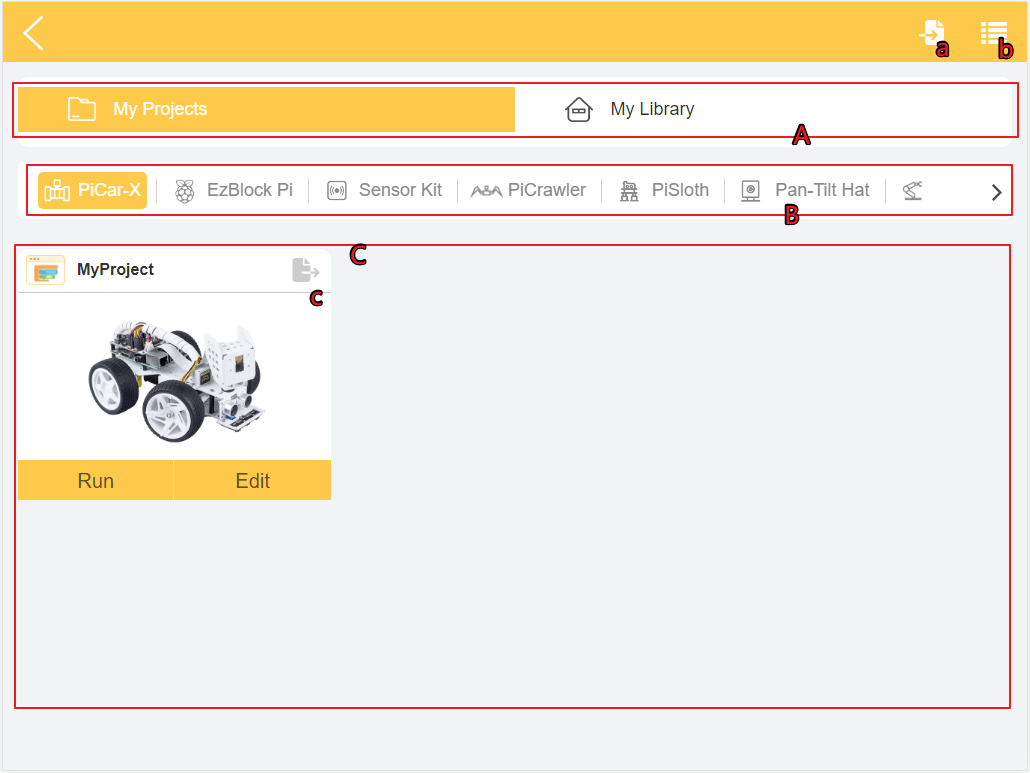 a
b
My Projects
My Library
A
PiCar-X
EzBlock Pi
Sensor Kit
PiCrawler
PiSloth
Pan-Tilt Hat
B
C
MyProject
c
Run
Edit